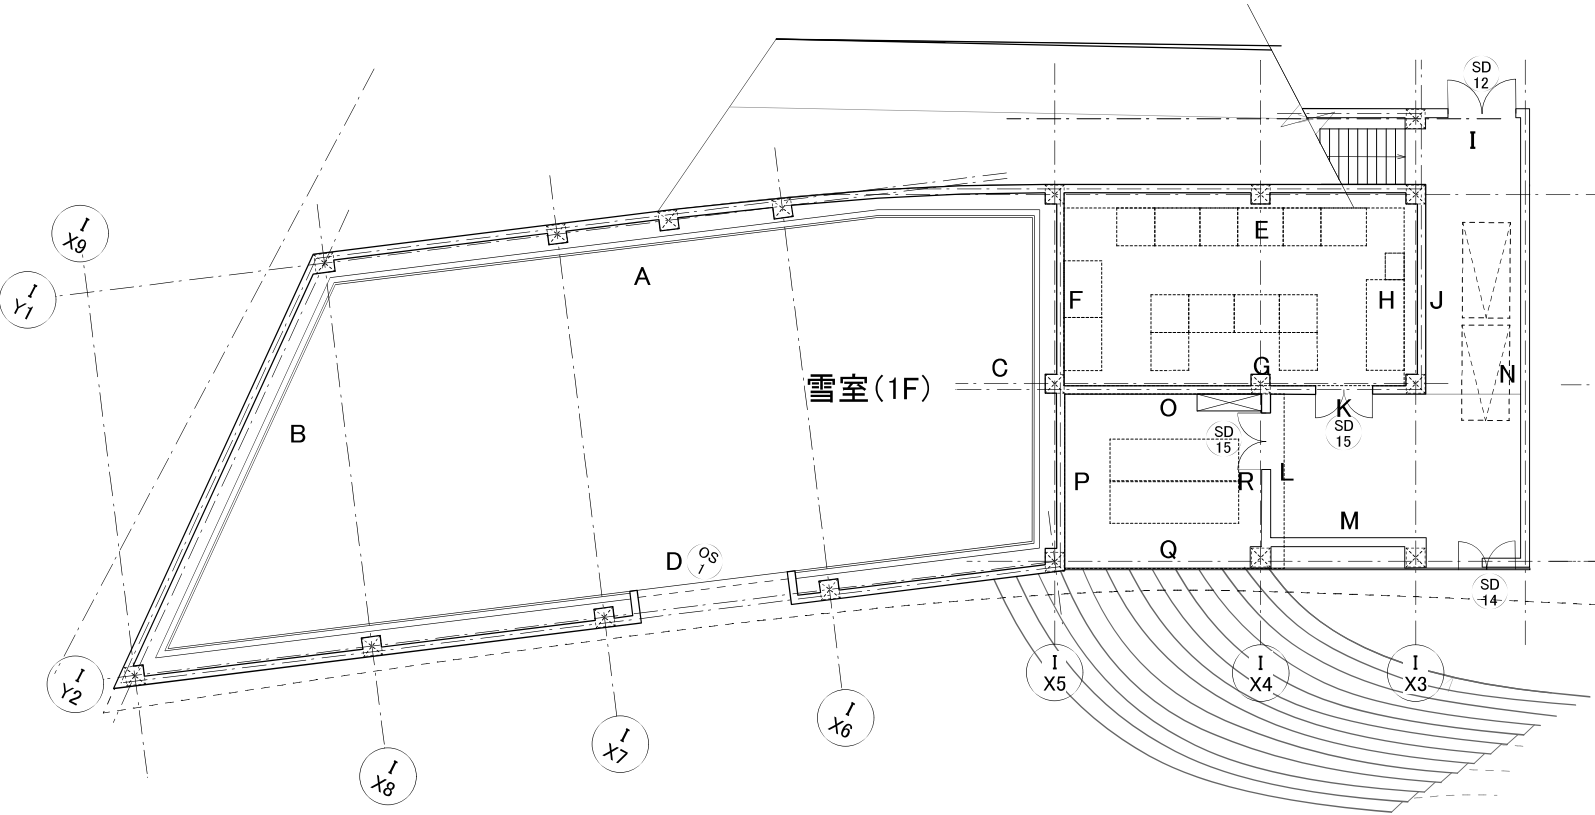 SD
12
I
I
X9
E
I
Y1
A
F
H
J
C
G
雪室(1F)
N
B
O
K
SD
15
SD
15
P
R
L
M
D
OS
1
Q
SD
14
I
Y2
I
X5
I
X4
I
X3
I
X6
I
X7
I
X8